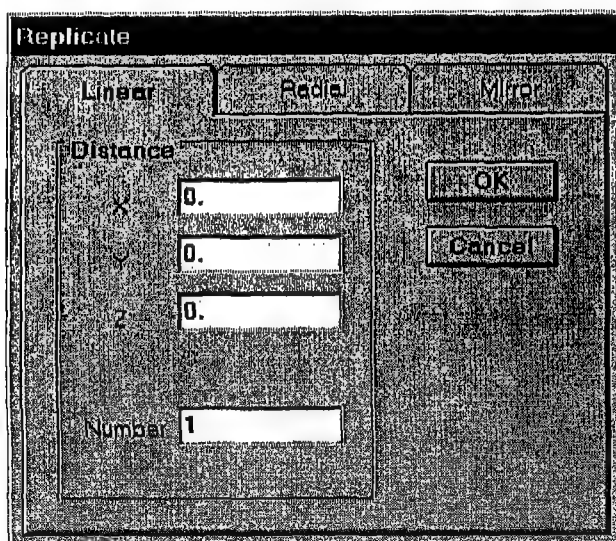 Replicate
Linear Radial Mirror
Distance
X 0.
Y 0.
Z 0.
Number 1
OK
Cancel